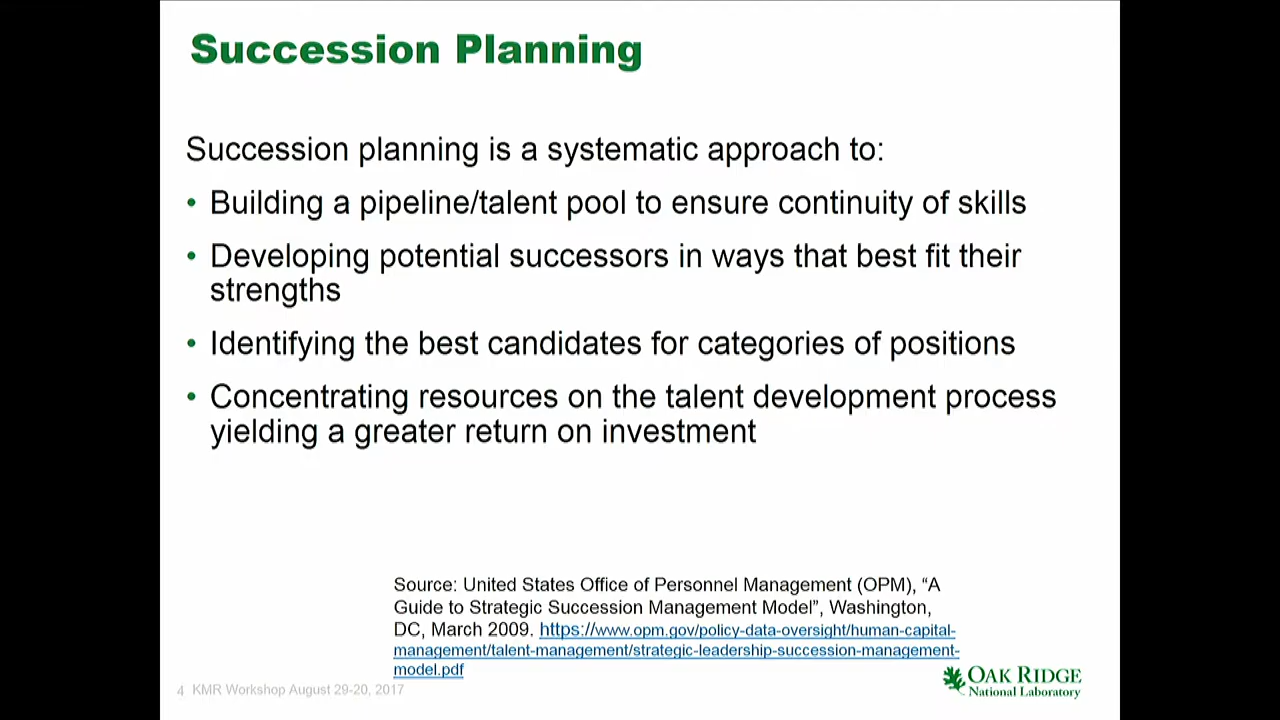 Succession Planning
Succession planning is a systematic approach to:
• Building a pipeline/talent pool to ensure continuity of skills
• Developing potential successors in ways that best fit their
strengths
• Identifying the best candidates for categories of positions
• Concentrating resources on the talent development process
yielding a greater return on investment
Source: United States Office of Personnel Management (OPM), “A
Guide to Strategic Succession Management Model”, Washington,
DC, March 2009. https://www.opm.gov/policy-data-oversight/human-capital-
management/talent-management/strategic-leadership-succession-management-
model.pdf
4 KMR Workshop August 29-20, 2017
OAK RIDGE
National Laboratory